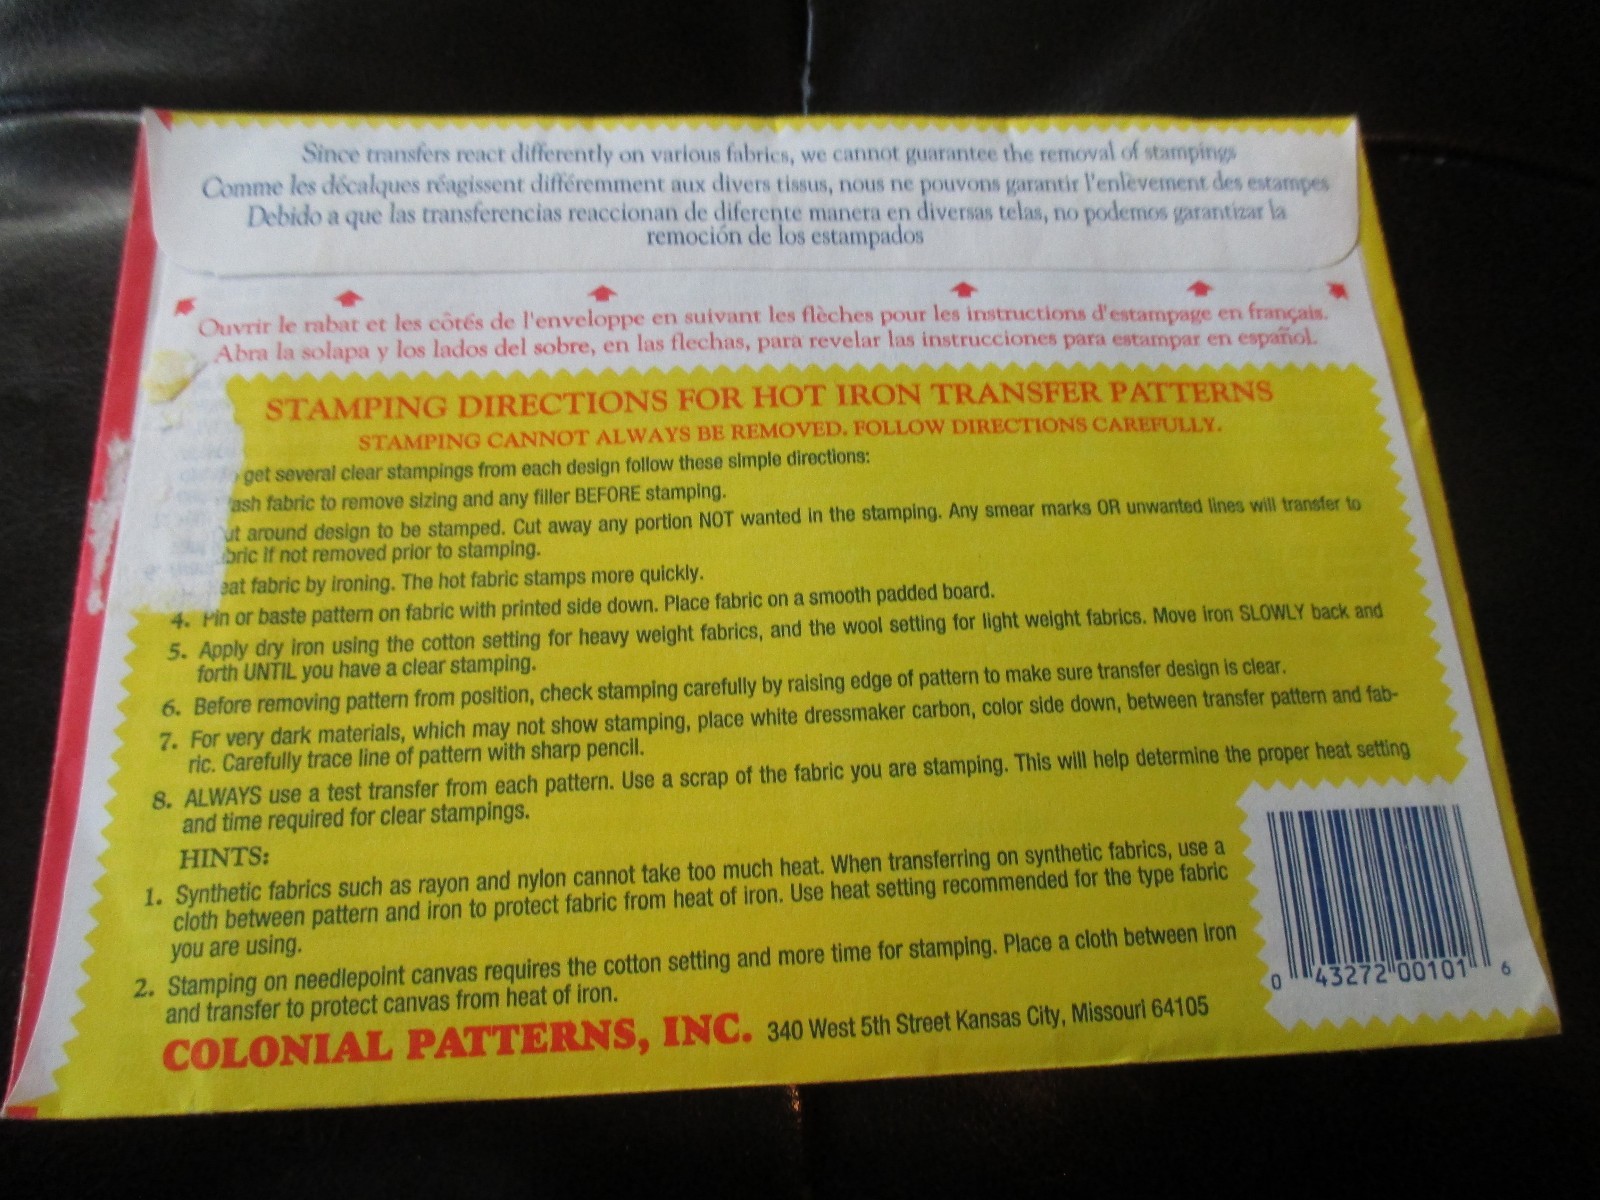 Since transfers react differently on various fabrics, we cannot guarantee the removal of stampings
Comme les décalques réagissent différemment aux divers tissus, nous ne pouvons garantir l'enlèvement des estampes
Debido a que las transferencias reaccionan de diferente manera en diversas telas, no podemos garantizar la
remoción de los estampados
Ouvrir le rabat et les côtés de l'enveloppe en suivant les flèches pour les instructions d'estampage en français.
Abra la solapa y los lados del sobre, en las flechas, para revelar las instrucciones para estampar en español.
STAMPING DIRECTIONS FOR HOT IRON TRANSFER PATTERNS
STAMPING CANNOT ALWAYS BE REMOVED. FOLLOW DIRECTIONS CAREFULLY.
get several clear stampings from each design follow these simple directions:
ash fabric to remove sizing and any filler BEFORE stamping.
ut around design to be stamped. Cut away any portion NOT wanted in the stamping. Any smear marks OR unwanted lines will transfer to
bric if not removed prior to stamping.
eat fabric by ironing. The hot fabric stamps more quickly.
4. Pin or baste pattern on fabric with printed side down. Place fabric on a smooth padded board.
5. Apply dry iron using the cotton setting for heavy weight fabrics, and the wool setting for light weight fabrics. Move iron SLOWLY back and
forth UNTIL you have a clear stamping.
6. Before removing pattern from position, check stamping carefully by raising edge of pattern to make sure transfer design is clear.
7. For very dark materials, which may not show stamping, place white dressmaker carbon, color side down, between transfer pattern and fab-
ric. Carefully trace line of pattern with sharp pencil.
8. ALWAYS use a test transfer from each pattern. Use a scrap of the fabric you are stamping. This will help determine the proper heat setting
and time required for clear stampings.
HINTS:
1. Synthetic fabrics such as rayon and nylon cannot take too much heat. When transferring on synthetic fabrics, use a
cloth between pattern and iron to protect fabric from heat of iron. Use heat setting recommended for the type fabric
you are using.
2. Stamping on needlepoint canvas requires the cotton setting and more time for stamping. Place a cloth between iron
and transfer to protect canvas from heat of iron.
COLONIAL PATTERNS, INC. 340 West 5th Street Kansas City, Missouri 64105
0 43272 00101 6